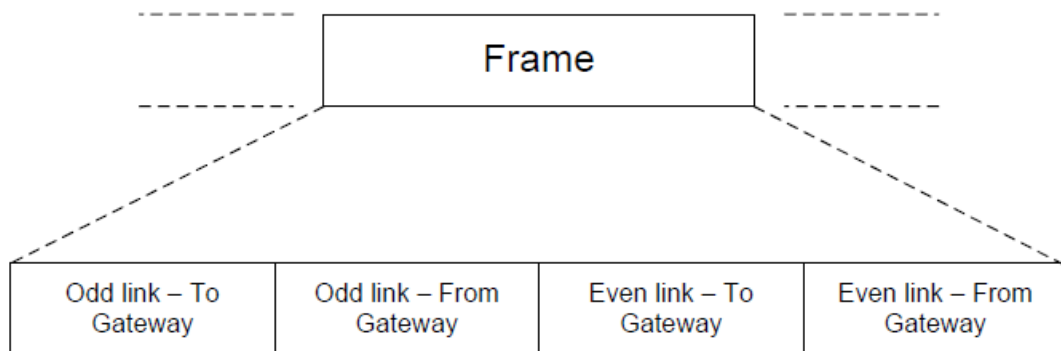 Frame
Odd link – To
Gateway
Odd link – From
Gateway
Even link – To
Gateway
Even link – From
Gateway